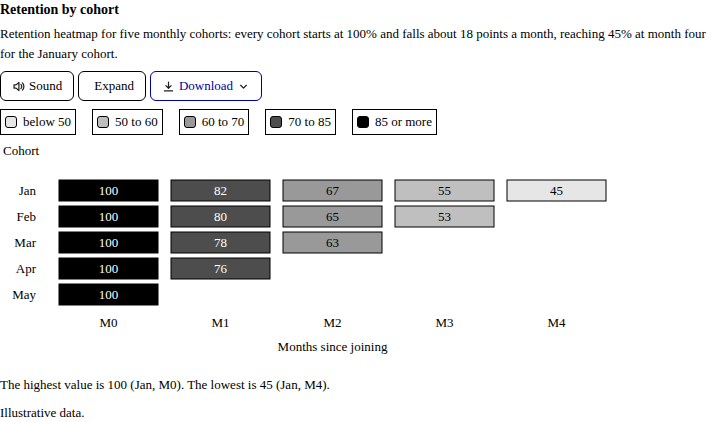 Retention by cohort
Retention heatmap for five monthly cohorts: every cohort starts at 100% and falls about 18 points a month, reaching 45% at month four
for the January cohort.
Sound Expand Download
below 50 50 to 60 60 to 70 70 to 85 85 or more
Cohort
Jan 100 82 67 55 45
Feb 100 80 65 53
Mar 100 78 63
Apr 100 76
May 100
M0 M1 M2 M3 M4
Months since joining
The highest value is 100 (Jan, M0). The lowest is 45 (Jan, M4).
Illustrative data.